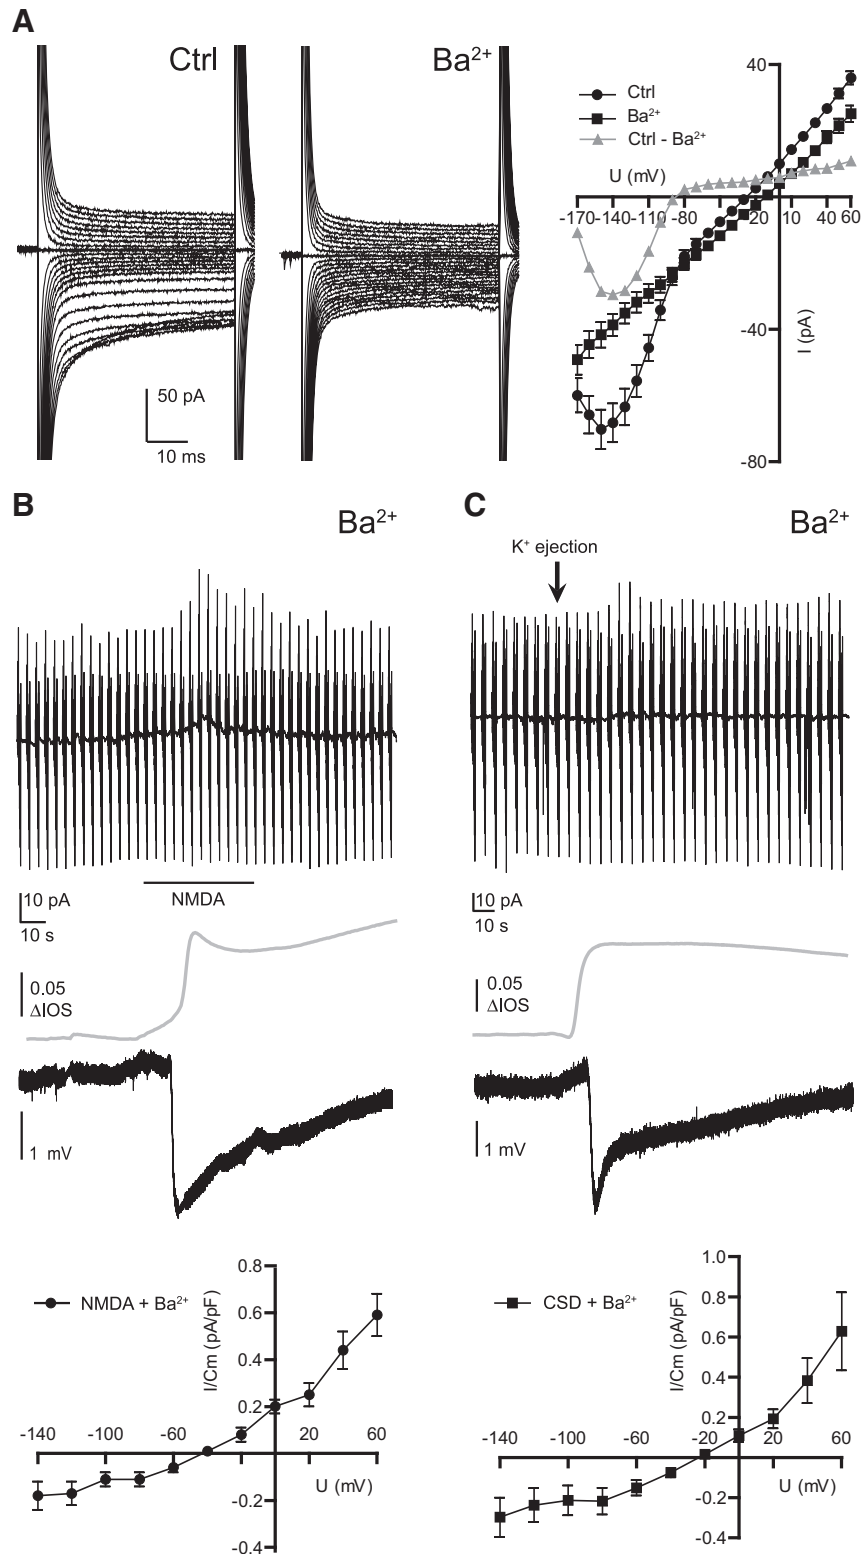 A
Ctrl
Ba²⁺
50 pA
10 ms
Ctrl
Ba²⁺
Ctrl - Ba²⁺
U (mV)
40
-170 -140 -110 -80 -20 10 40 60
-40
-80
I (pA)
B
Ba²⁺
NMDA
10 pA
10 s
0.05
ΔIOS
1 mV
NMDA + Ba²⁺
I/Cm (pA/pF)
0.8
0.6
0.4
0.2
-140 -100 -60 20 60
U (mV)
-0.2
-0.4
C
Ba²⁺
K⁺ ejection
10 pA
10 s
0.05
ΔIOS
1 mV
CSD + Ba²⁺
I/Cm (pA/pF)
1.0
0.8
0.6
0.4
0.2
-140 -100 -60 -20 20 60
U (mV)
-0.2
-0.4